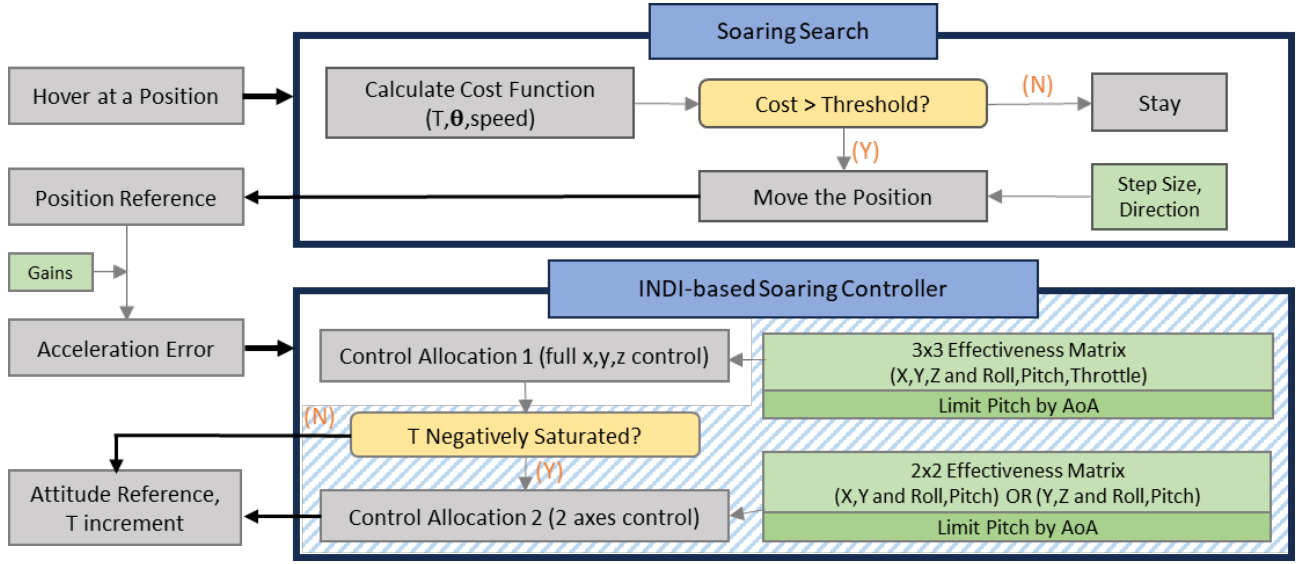 Soaring Search
Hover at a Position
Calculate Cost Function
(T,θ,speed)
Cost > Threshold?
(N)
Stay
(Y)
Position Reference
Move the Position
Step Size,
Direction
Gains
INDI-based Soaring Controller
Acceleration Error
Control Allocation 1 (full x,y,z control)
3x3 Effectiveness Matrix
(X,Y,Z and Roll,Pitch,Throttle)
Limit Pitch by AoA
(N)
T Negatively Saturated?
(Y)
Attitude Reference,
T increment
Control Allocation 2 (2 axes control)
2x2 Effectiveness Matrix
(X,Y and Roll,Pitch) OR (Y,Z and Roll,Pitch)
Limit Pitch by AoA